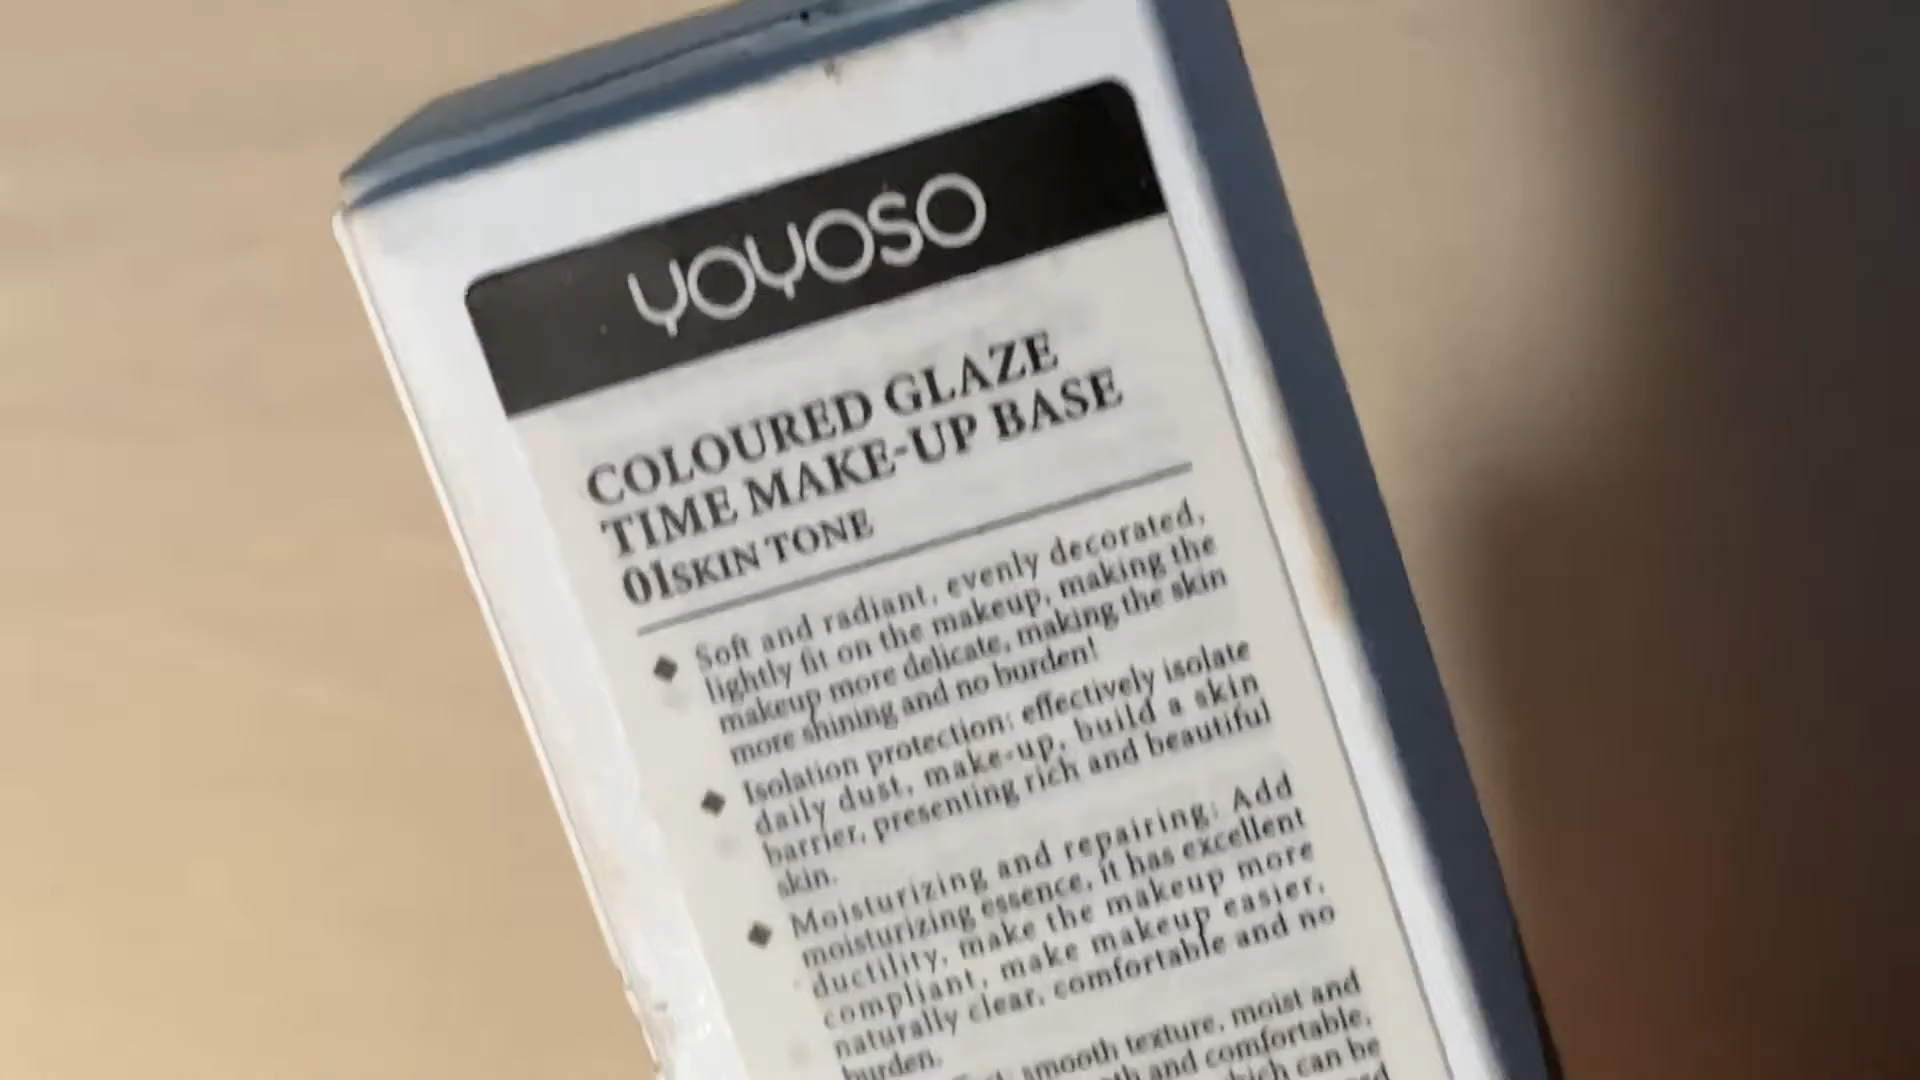 YOYOSO
COLOURED GLAZE
TIME MAKE-UP BASE
01SKIN TONE
Soft and radiant, evenly decorated,
lightly fit on the makeup, making the
makeup more delicate, making the skin
more shining and no burden!
Isolation protection: effectively isolate
daily dust, make-up, build a skin
barrier, presenting rich and beautiful
skin.
Moisturizing and repairing: Add
moisturizing essence, it has excellent
ductility, make the makeup more
compliant, make makeup easier,
naturally clear, comfortable and no
burden.
smooth texture, moist and
and comfortable,
which can be